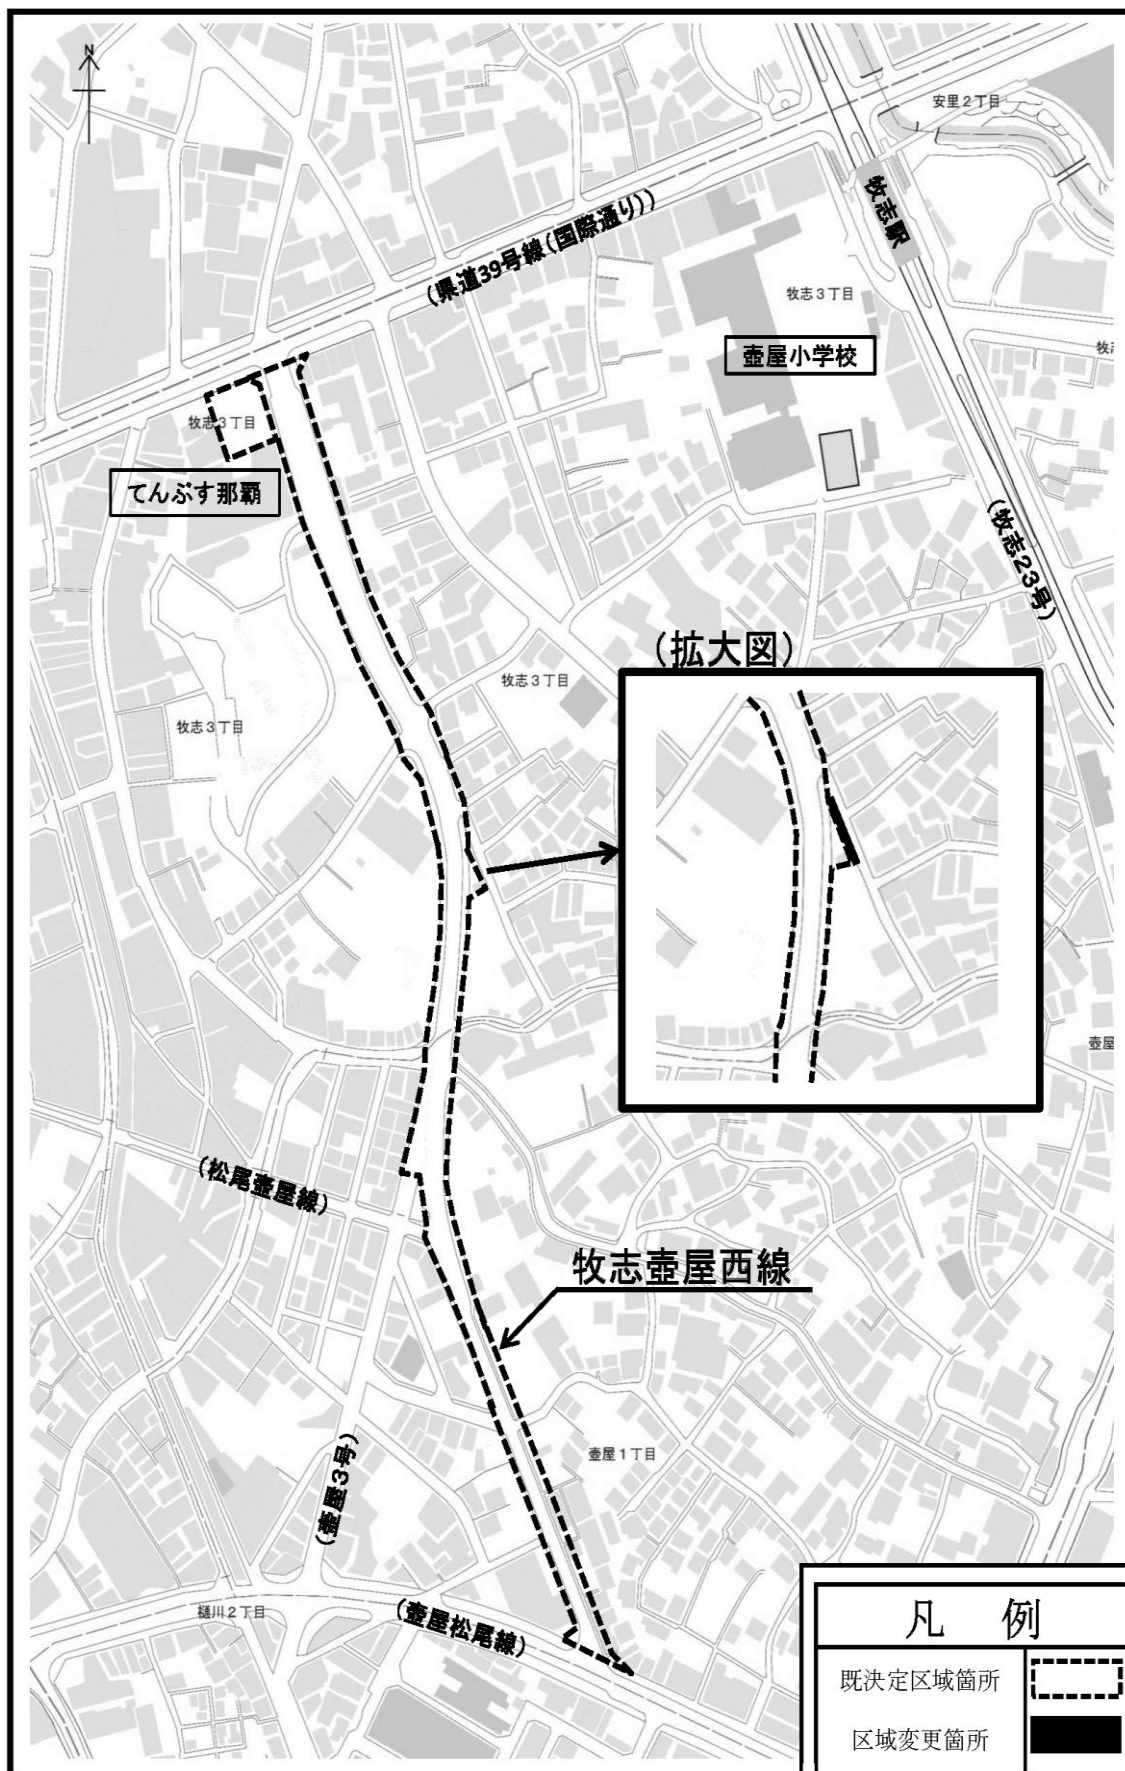 N
安里2丁目
牧志駅
(県道39号線(国際通り))
牧志3丁目
壺屋小学校
牧志3丁目
てんぶす那覇
(牧志23号)
(拡大図)
牧志3丁目
牧志3丁目
壺屋
(松尾壺屋線)
牧志壺屋西線
(壺屋3号)
壺屋1丁目
樋川2丁目
(壺屋松尾線)
凡 例
既決定区域箇所
区域変更箇所